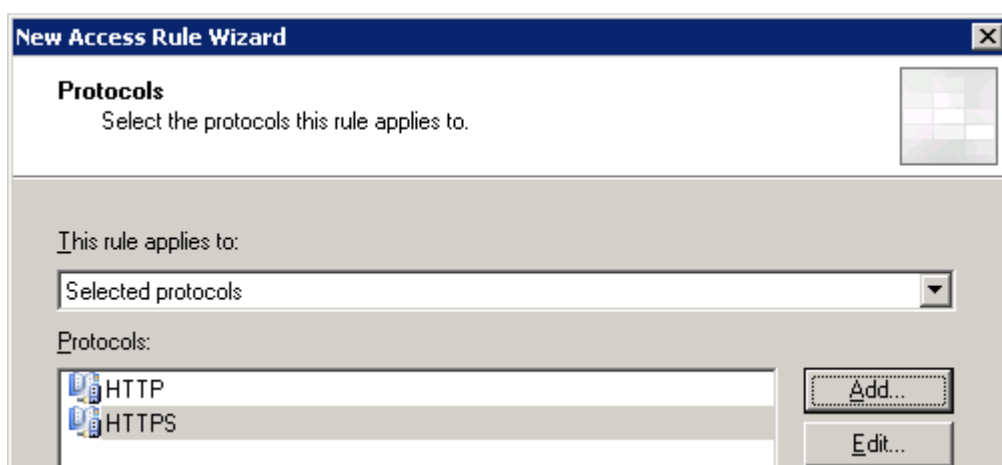 New Access Rule Wizard
Protocols
Select the protocols this rule applies to.
This rule applies to:
Selected protocols
Protocols:
HTTP
HTTPS
Add...
Edit...